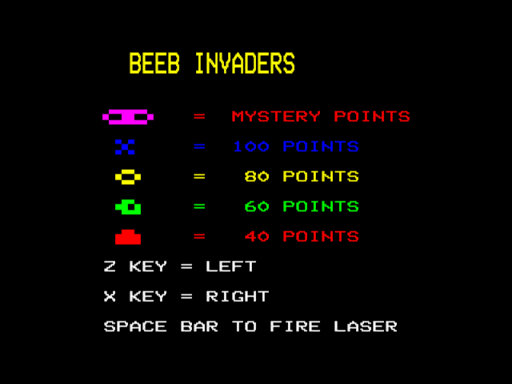 BEEB INVADERS
= MYSTERY POINTS
= 100 POINTS
= 80 POINTS
= 60 POINTS
= 40 POINTS
Z KEY = LEFT
X KEY = RIGHT
SPACE BAR TO FIRE LASER